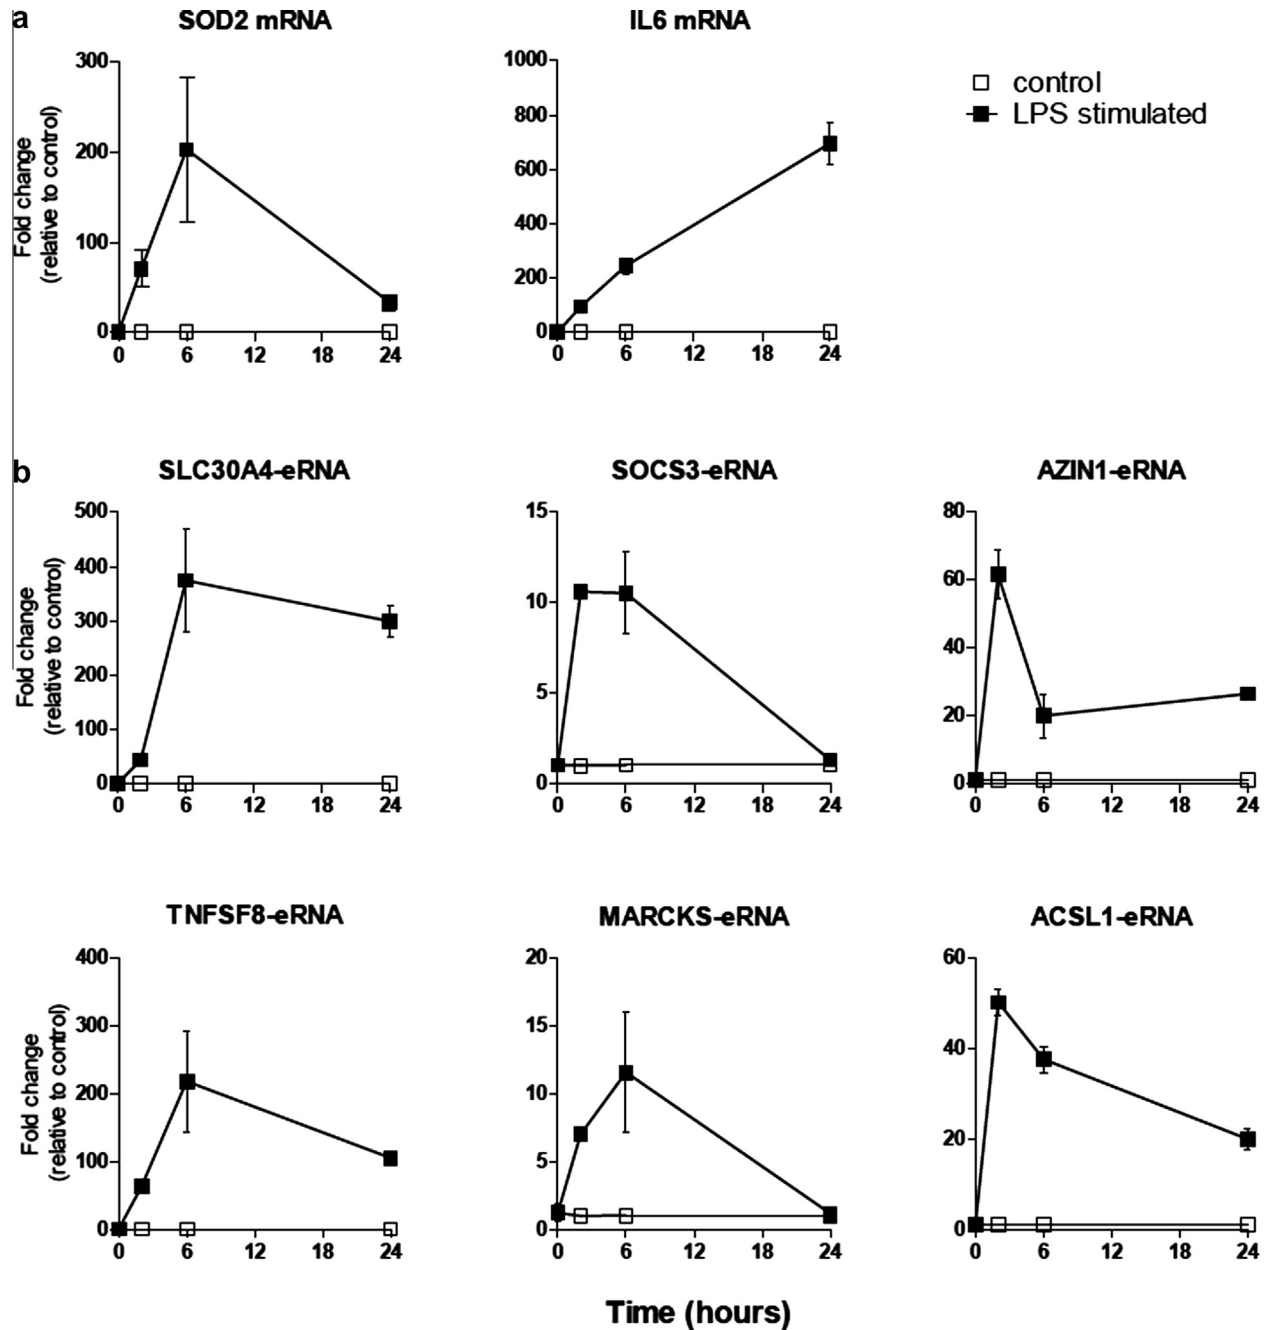 a
SOD2 mRNA
Fold change
(relative to control)
300
200
100
0
0 6 12 18 24
IL6 mRNA
1000
800
600
400
200
0
0 6 12 18 24
control
LPS stimulated
b
SLC30A4-eRNA
Fold change
(relative to control)
500
400
300
200
100
0
0 6 12 18 24
SOCS3-eRNA
15
10
5
0
0 6 12 18 24
AZIN1-eRNA
80
60
40
20
0
0 6 12 18 24
TNFSF8-eRNA
Fold change
(relative to control)
400
300
200
100
0
0 6 12 18 24
MARCKS-eRNA
20
15
10
5
0
0 6 12 18 24
ACSL1-eRNA
60
40
20
0
0 6 12 18 24
Time (hours)